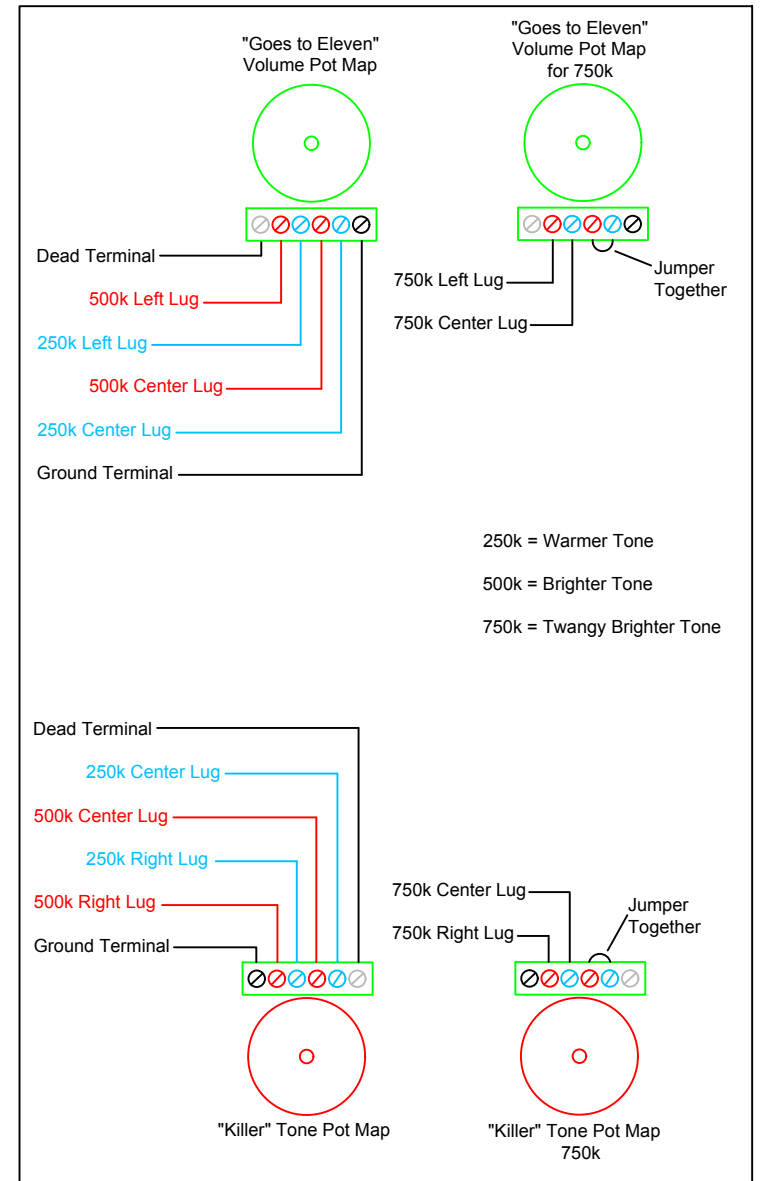 "Goes to Eleven"
Volume Pot Map
"Goes to Eleven"
Volume Pot Map
for 750k
Dead Terminal
500k Left Lug
250k Left Lug
500k Center Lug
250k Center Lug
Ground Terminal
750k Left Lug
750k Center Lug
Jumper
Together
250k = Warmer Tone
500k = Brighter Tone
750k = Twangy Brighter Tone
Dead Terminal
250k Center Lug
500k Center Lug
250k Right Lug
500k Right Lug
Ground Terminal
"Killer" Tone Pot Map
750k Center Lug
750k Right Lug
Jumper
Together
"Killer" Tone Pot Map
750k